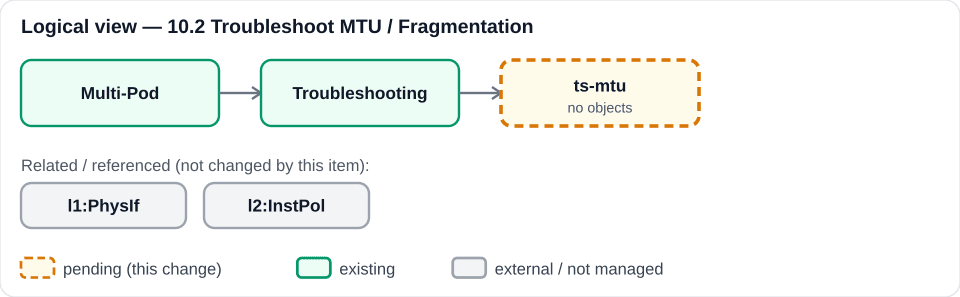 Logical view — 10.2 Troubleshoot MTU / Fragmentation
Multi-Pod
Troubleshooting
ts-mtu
no objects
Related / referenced (not changed by this item):
l1:PhysIf
l2:InstPol
pending (this change)
existing
external / not managed